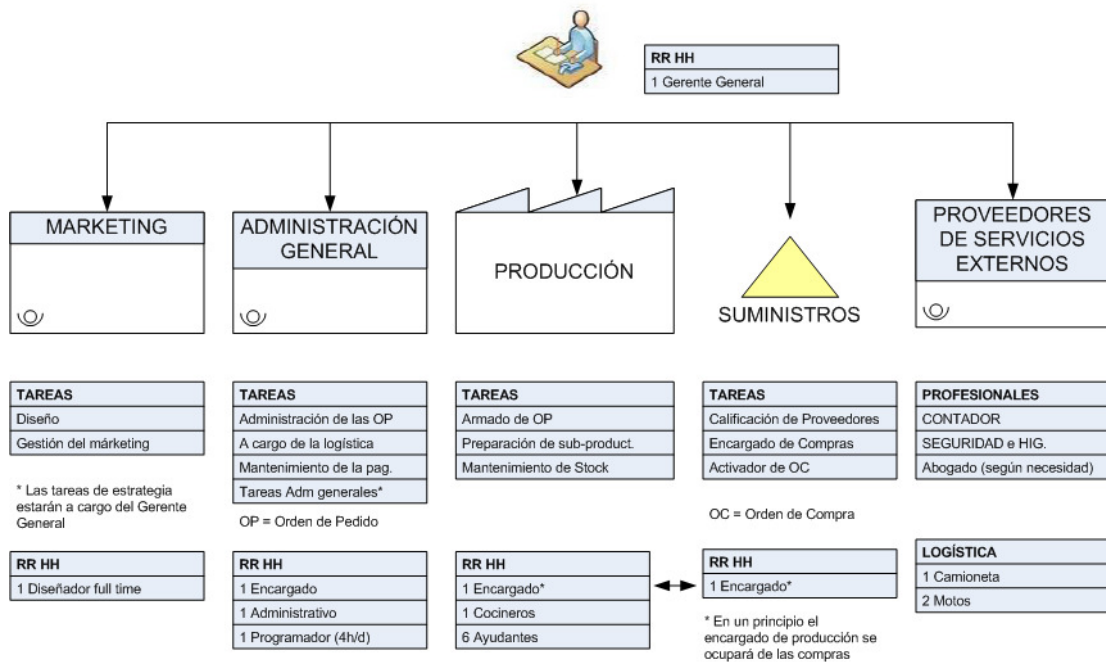 RR HH
1 Gerente General
MARKETING
ADMINISTRACIÓN
GENERAL
PRODUCCIÓN
SUMINISTROS
PROVEEDORES
DE SERVICIOS
EXTERNOS
TAREAS
Diseño
Gestión del márketing
* Las tareas de estrategia
estarán a cargo del Gerente
General
RR HH
1 Diseñador full time
TAREAS
Administración de las OP
A cargo de la logística
Mantenimiento de la pag.
Tareas Adm generales*
OP = Orden de Pedido
RR HH
1 Encargado
1 Administrativo
1 Programador (4h/d)
TAREAS
Armado de OP
Preparación de sub-product.
Mantenimiento de Stock
RR HH
1 Encargado*
1 Cocineros
6 Ayudantes
TAREAS
Calificación de Proveedores
Encargado de Compras
Activador de OC
OC = Orden de Compra
RR HH
1 Encargado*
* En un principio el
encargado de producción se
ocupará de las compras
PROFESIONALES
CONTADOR
SEGURIDAD e HIG.
Abogado (según necesidad)
LOGÍSTICA
1 Camioneta
2 Motos